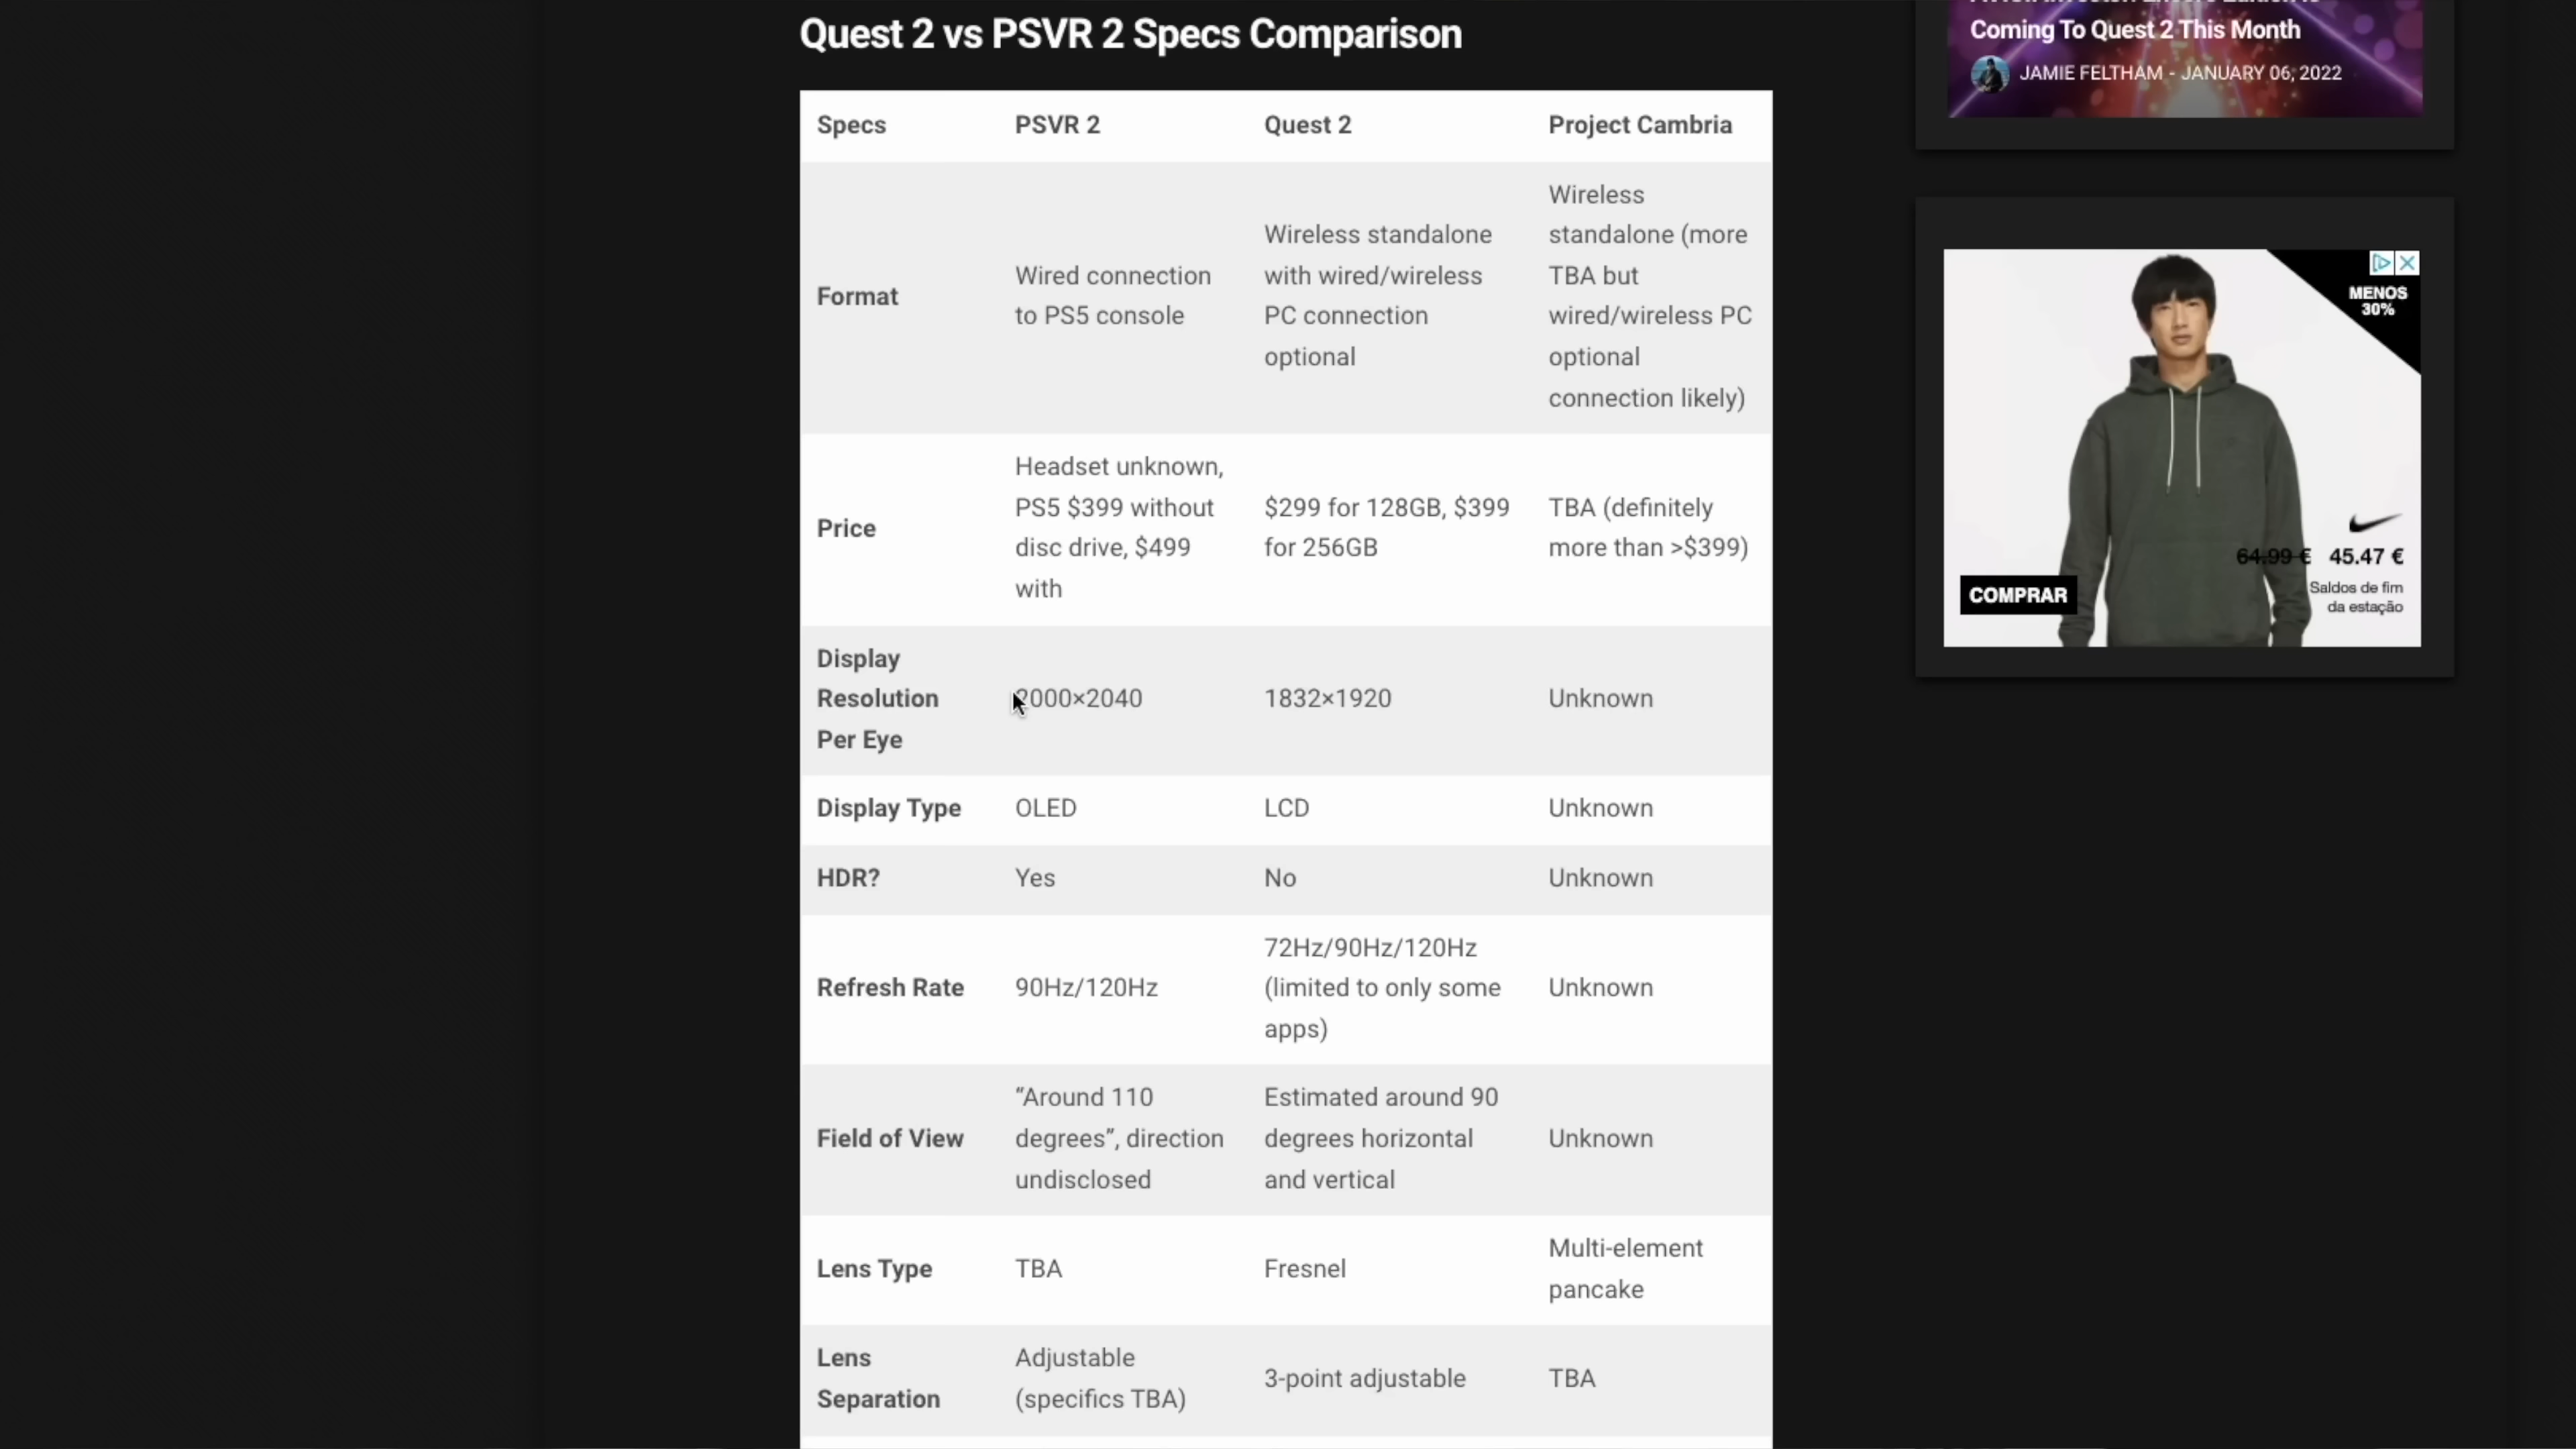 Quest 2 vs PSVR 2 Specs Comparison
Specs
PSVR 2
Quest 2
Project Cambria
Format
Wired connection
to PS5 console
Wireless standalone
with wired/wireless
PC connection
optional
Wireless
standalone (more
TBA but
wired/wireless PC
optional
connection likely)
Price
Headset unknown,
PS5 $399 without
disc drive, $499
with
$299 for 128GB, $399
for 256GB
TBA (definitely
more than >$399)
Display
Resolution
Per Eye
2000×2040
1832×1920
Unknown
Display Type
OLED
LCD
Unknown
HDR?
Yes
No
Unknown
Refresh Rate
90Hz/120Hz
72Hz/90Hz/120Hz
(limited to only some
apps)
Unknown
Field of View
“Around 110
degrees”, direction
undisclosed
Estimated around 90
degrees horizontal
and vertical
Unknown
Lens Type
TBA
Fresnel
Multi-element
pancake
Lens
Separation
Adjustable
(specifics TBA)
3-point adjustable
TBA
Coming To Quest 2 This Month
JAMIE FELTHAM - JANUARY 06, 2022
MENOS
30%
64.99 € 45.47 €
Saldos de fim
da estação
COMPRAR